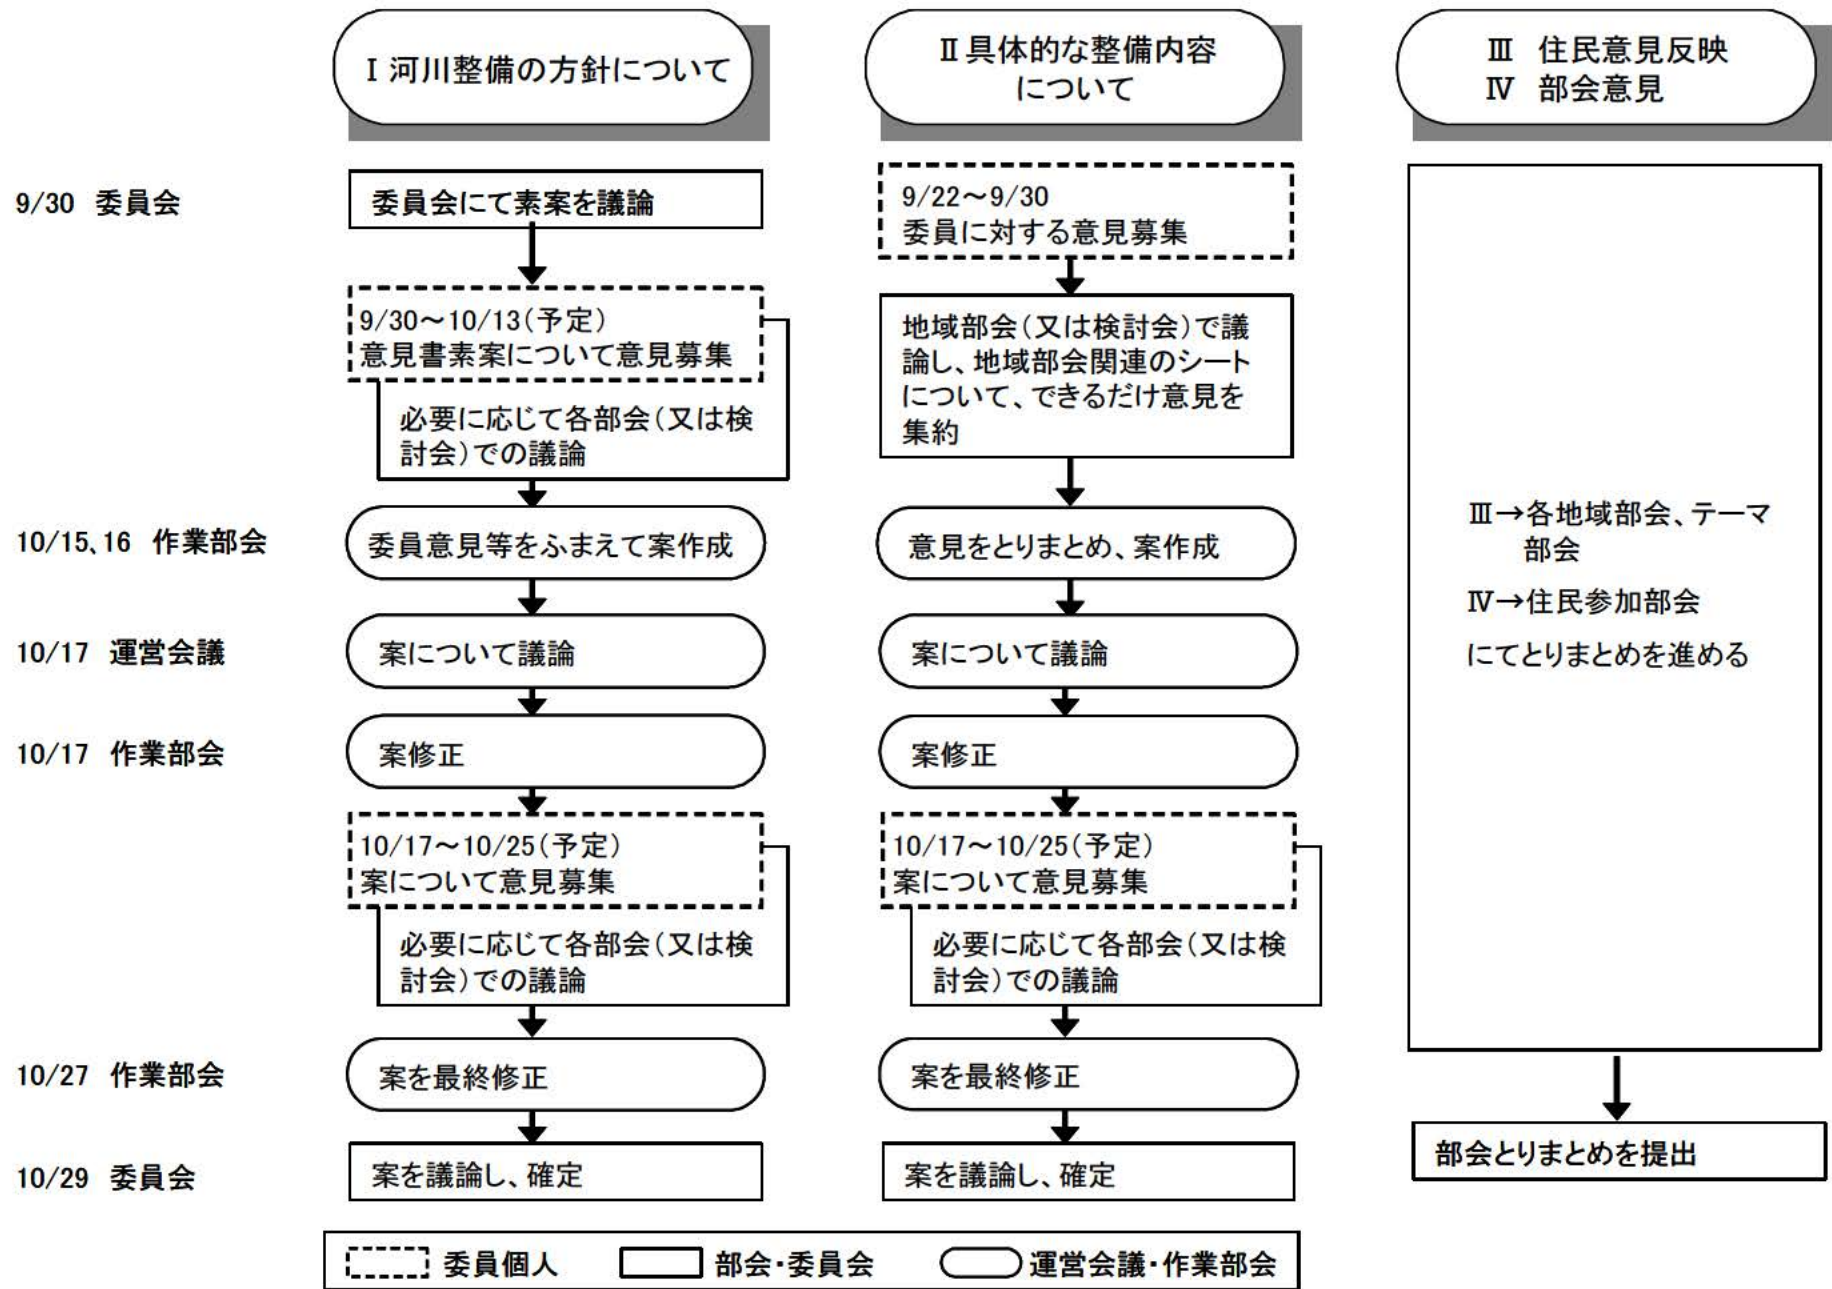 Ⅰ 河川整備の方針について
Ⅱ 具体的な整備内容
について
Ⅲ 住民意見反映
Ⅳ 部会意見
9/30 委員会
委員会にて素案を議論
9/22～9/30
委員に対する意見募集
9/30～10/13(予定)
意見書素案について意見募集
必要に応じて各部会(又は検
討会)での議論
地域部会(又は検討会)で議
論し、地域部会関連のシート
について、できるだけ意見を
集約
10/15、16 作業部会
委員意見等をふまえて案作成
意見をとりまとめ、案作成
10/17 運営会議
案について議論
案について議論
10/17 作業部会
案修正
案修正
10/17～10/25(予定)
案について意見募集
必要に応じて各部会(又は検
討会)での議論
10/17～10/25(予定)
案について意見募集
必要に応じて各部会(又は検
討会)での議論
10/27 作業部会
案を最終修正
案を最終修正
10/29 委員会
案を議論し、確定
案を議論し、確定
Ⅲ→各地域部会、テーマ
部会
Ⅳ→住民参加部会
にてとりまとめを進める
部会とりまとめを提出
委員個人
部会・委員会
運営会議・作業部会